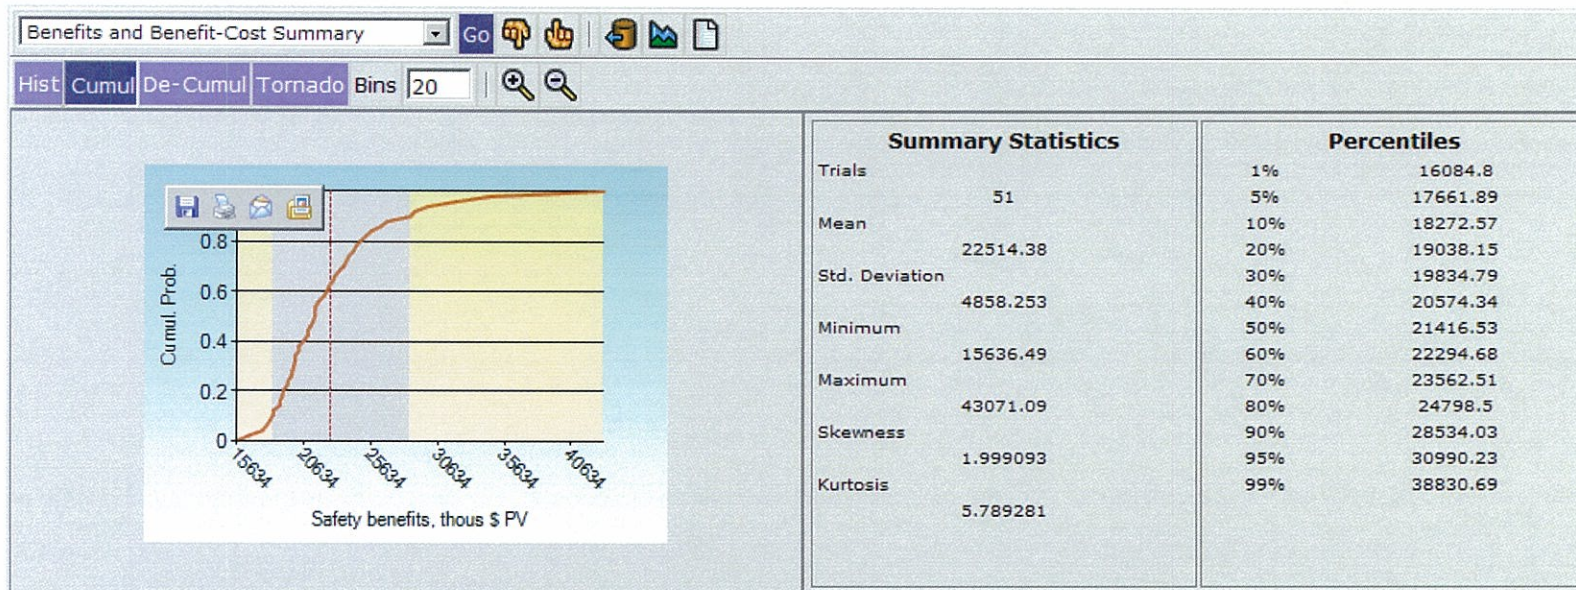 Benefits and Benefit-Cost Summary Go
Hist Cumul De-Cumul Tornado Bins 20
Cumul. Prob.
0.8
0.6
0.4
0.2
0
15634 20634 25634 30634 35634 40634
Safety benefits, thous $ PV
Summary Statistics
Trials
51
Mean
22514.38
Std. Deviation
4858.253
Minimum
15636.49
Maximum
43071.09
Skewness
1.999093
Kurtosis
5.789281
Percentiles
1% 16084.8
5% 17661.89
10% 18272.57
20% 19038.15
30% 19834.79
40% 20574.34
50% 21416.53
60% 22294.68
70% 23562.51
80% 24798.5
90% 28534.03
95% 30990.23
99% 38830.69